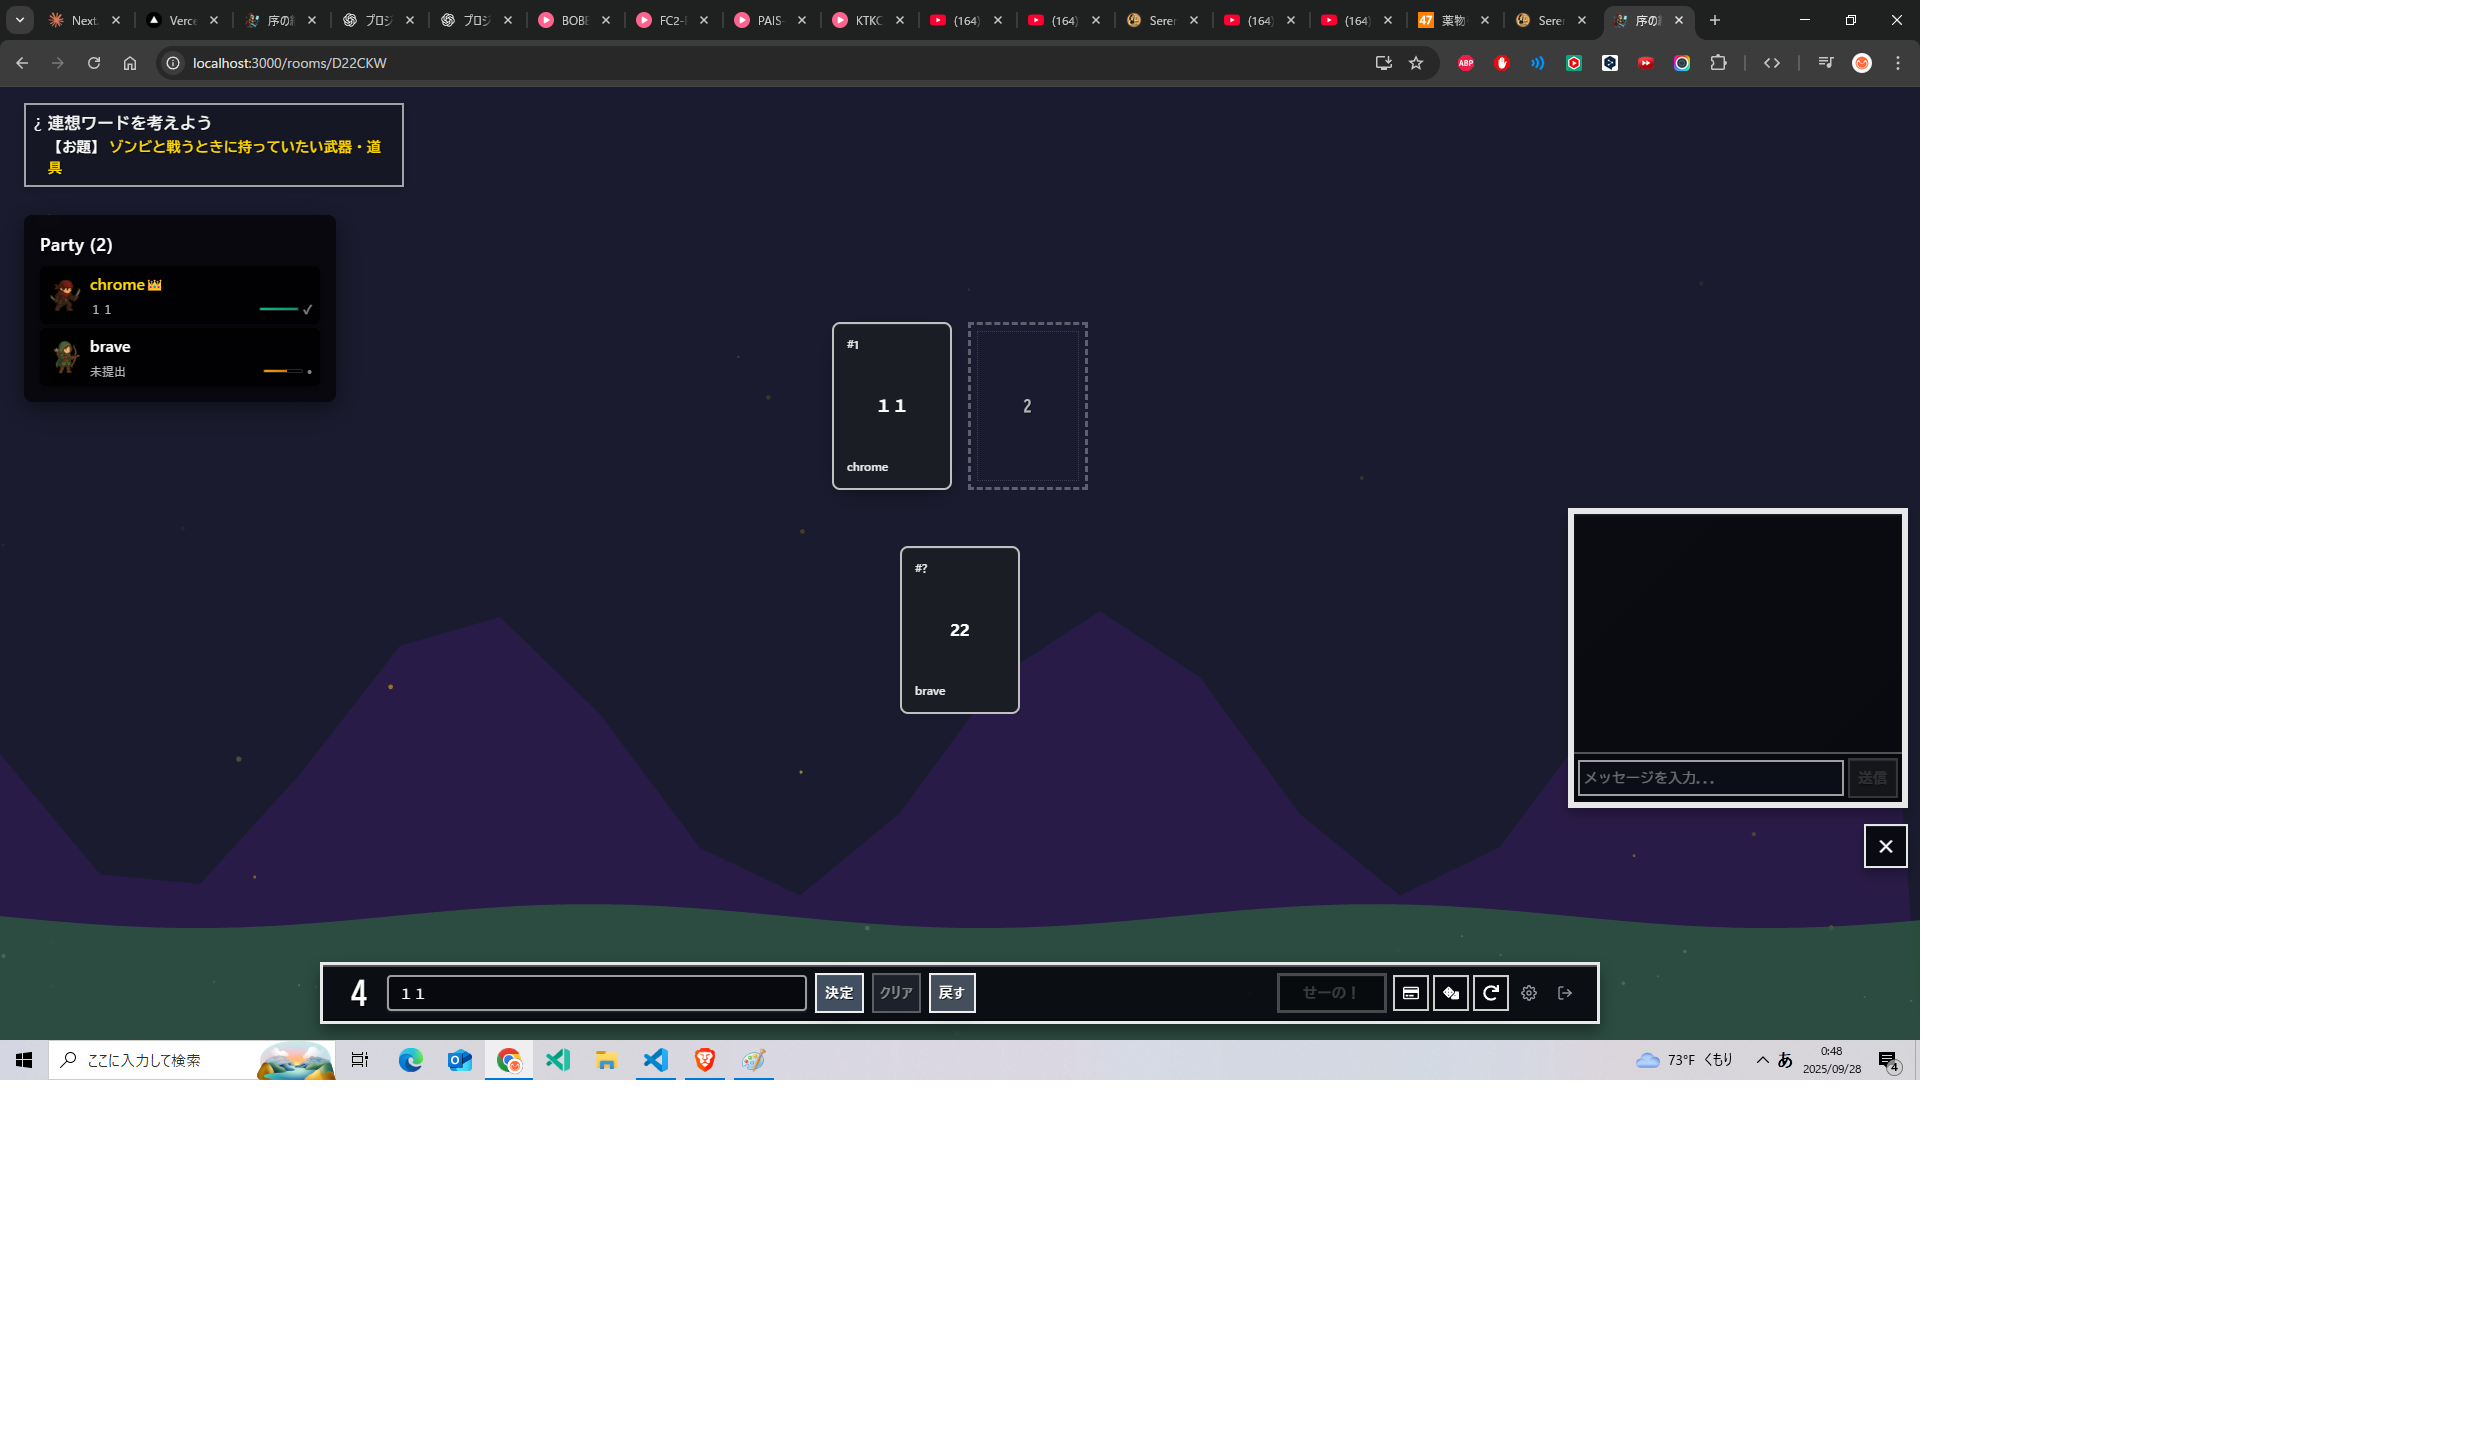 Next.
Verce
序の紋
プロジ
プロジ
BOBE
FC2-
PAIS-
KTKC
(164)
(164)
Seren
(164)
(164)
47
薬物
Seren
序の紋
localhost:3000/rooms/D22CKW
ABP
¿ 連想ワードを考えよう
【お題】 ゾンビと戦うときに持っていたい武器・道
具
Party (2)
chrome
１１
brave
未提出
#1
１１
chrome
2
#?
22
brave
メッセージを入力...
送信
4
１１
決定
クリア
戻す
せーの！
ここに入力して検索
73°F くもり
あ
0:48
2025/09/28
4